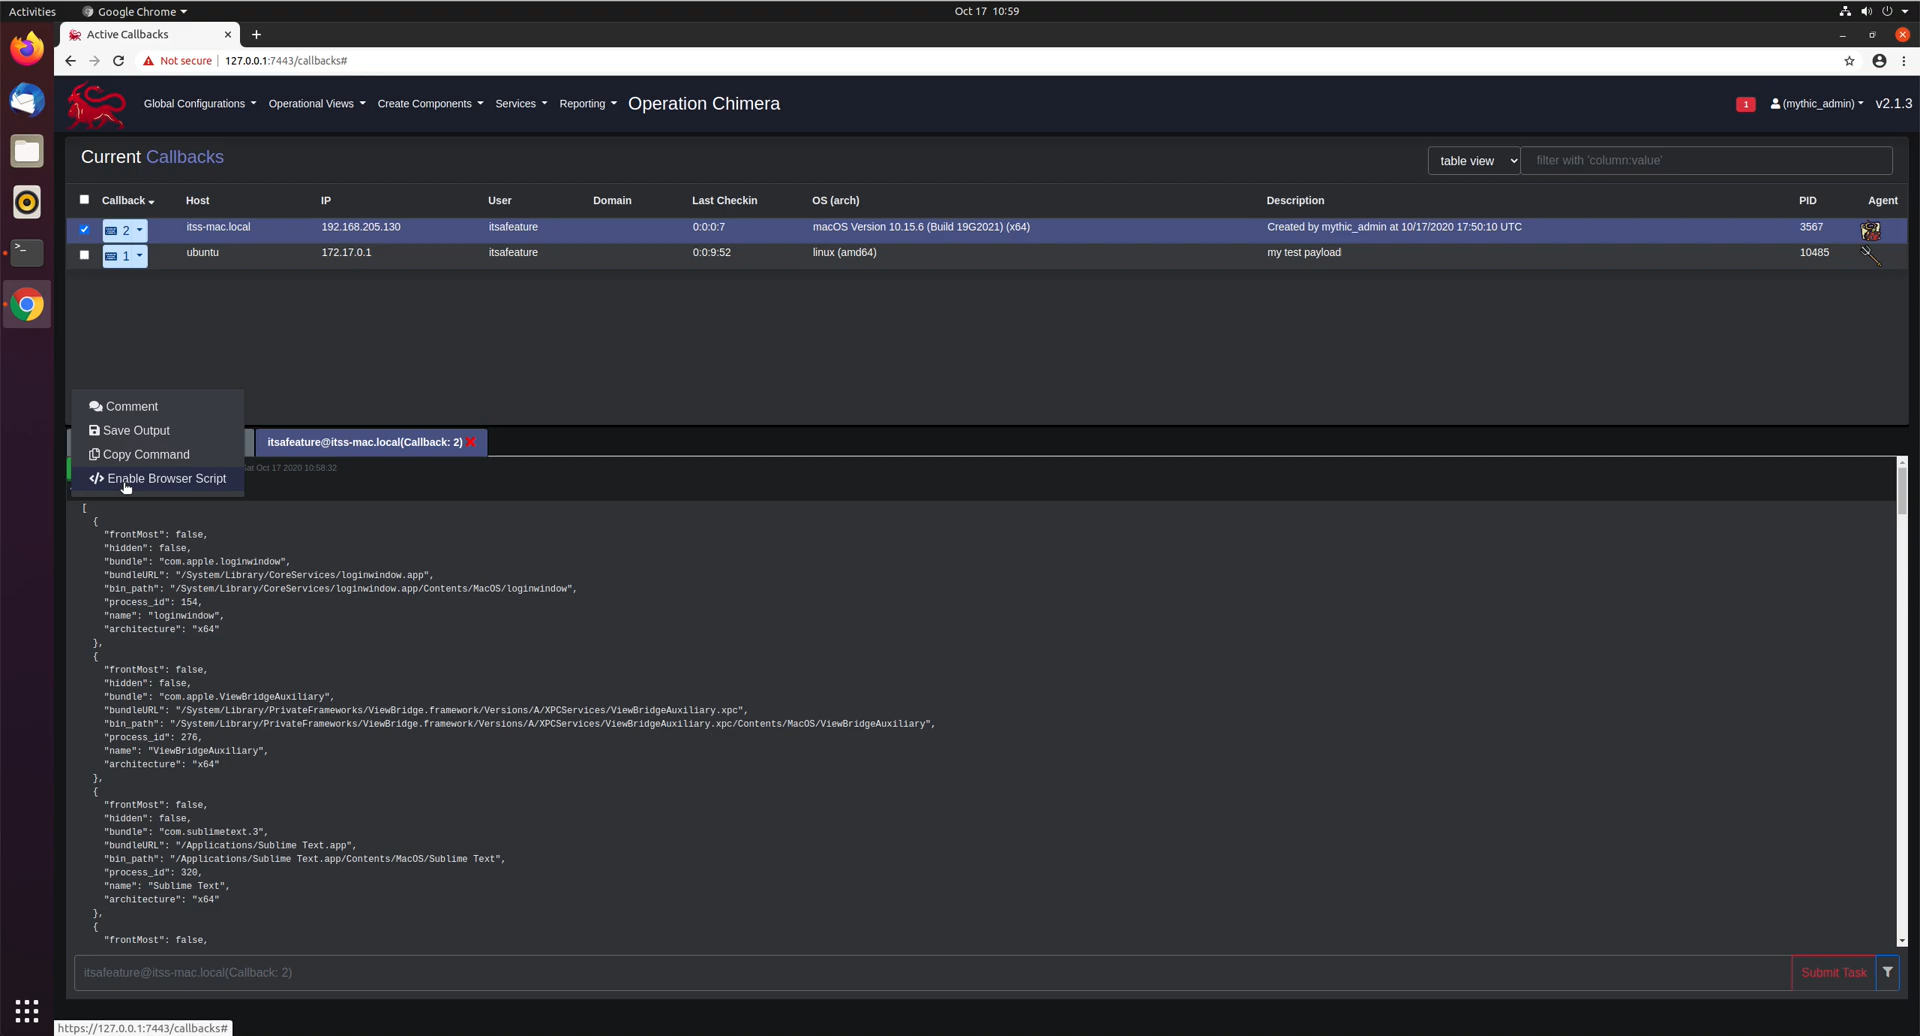 Activities Google Chrome Oct 17 10:59
Active Callbacks
Not secure 127.0.0.1:7443/callbacks#
Global Configurations Operational Views Create Components Services Reporting Operation Chimera 1 (mythic_admin) v2.1.3
Current Callbacks table view filter with 'column:value'
Callback Host IP User Domain Last Checkin OS (arch) Description PID Agent
2 itss-mac.local 192.168.205.130 itsafeature 0:0:0:7 macOS Version 10.15.6 (Build 19G2021) (x64) Created by mythic_admin at 10/17/2020 17:50:10 UTC 3567
1 ubuntu 172.17.0.1 itsafeature 0:0:9:52 linux (amd64) my test payload 10485
Comment
Save Output
itsafeature@itss-mac.local(Callback: 2)
Copy Command
at Oct 17 2020 10:58:32
Enable Browser Script
[
{
"frontMost": false,
"hidden": false,
"bundle": "com.apple.loginwindow",
"bundleURL": "/System/Library/CoreServices/loginwindow.app",
"bin_path": "/System/Library/CoreServices/loginwindow.app/Contents/MacOS/loginwindow",
"process_id": 154,
"name": "loginwindow",
"architecture": "x64"
},
{
"frontMost": false,
"hidden": false,
"bundle": "com.apple.ViewBridgeAuxiliary",
"bundleURL": "/System/Library/PrivateFrameworks/ViewBridge.framework/Versions/A/XPCServices/ViewBridgeAuxiliary.xpc",
"bin_path": "/System/Library/PrivateFrameworks/ViewBridge.framework/Versions/A/XPCServices/ViewBridgeAuxiliary.xpc/Contents/MacOS/ViewBridgeAuxiliary",
"process_id": 276,
"name": "ViewBridgeAuxiliary",
"architecture": "x64"
},
{
"frontMost": false,
"hidden": false,
"bundle": "com.sublimetext.3",
"bundleURL": "/Applications/Sublime Text.app",
"bin_path": "/Applications/Sublime Text.app/Contents/MacOS/Sublime Text",
"process_id": 320,
"name": "Sublime Text",
"architecture": "x64"
},
{
"frontMost": false,
itsafeature@itss-mac.local(Callback: 2) Submit Task
https://127.0.0.1:7443/callbacks#